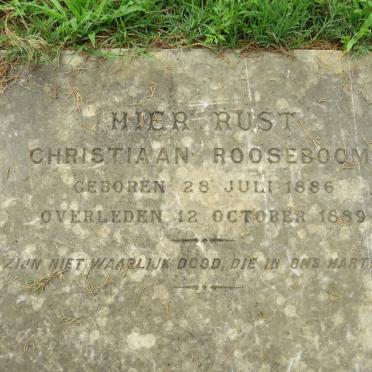 HIER RUST
CHRISTIAAN ROOSEBOOM
GEBOREN 28 JULI 1886
OVERLEDEN 12 OCTOBER 1889
ZIJN NIET WAARLIJK DOOD, DIE IN ONS HART